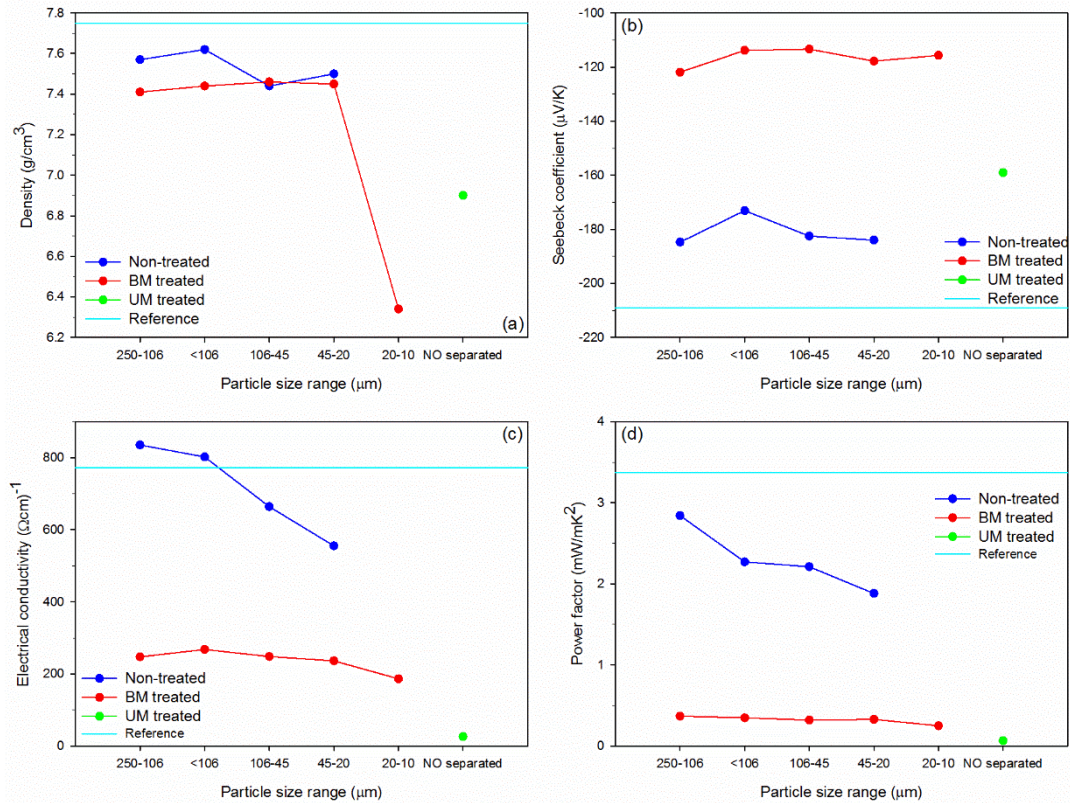 7.8
7.6
7.4
7.2
7.0
6.8
6.6
6.4
6.2
Density (g/cm³)
Non-treated
BM treated
UM treated
Reference
(a)
250-106 <106 106-45 45-20 20-10 NO separated
Particle size range (μm)
-100
-120
-140
-160
-180
-200
-220
Seebeck coefficient (μV/K)
(b)
Non-treated
BM treated
UM treated
Reference
250-106 <106 106-45 45-20 20-10 NO separated
Particle size range (μm)
800
600
400
200
0
Electrical conductivity (Ωcm)⁻¹
(c)
Non-treated
BM treated
UM treated
Reference
250-106 <106 106-45 45-20 20-10 NO separated
Particle size range (μm)
4
3
2
1
0
Power factor (mW/mK²)
(d)
Non-treated
BM treated
UM treated
Reference
250-106 <106 106-45 45-20 20-10 NO separated
Particle size range (μm)